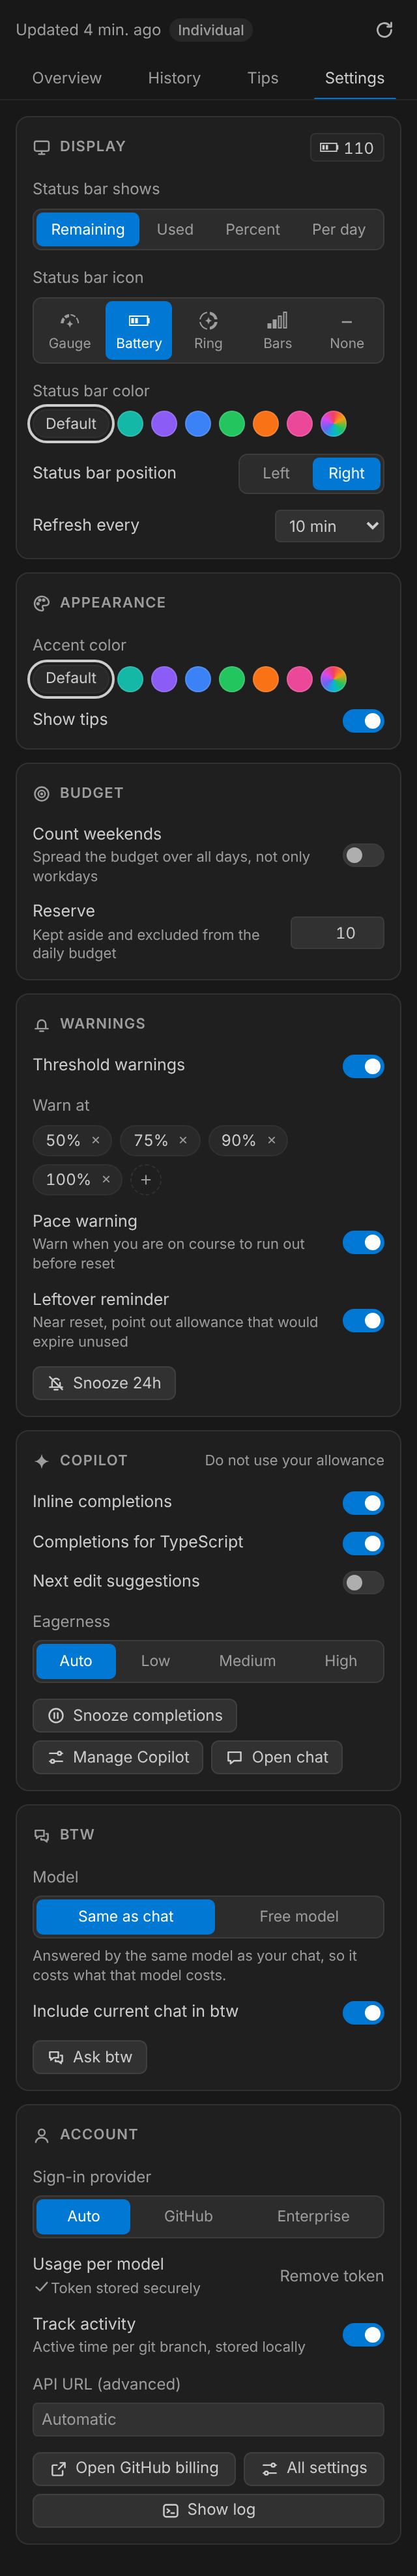 Updated 4 min. ago Individual
Overview History Tips Settings
DISPLAY 110
Status bar shows
Remaining Used Percent Per day
Status bar icon
Gauge Battery Ring Bars None
Status bar color
Default
Status bar position Left Right
Refresh every 10 min
APPEARANCE
Accent color
Default
Show tips
BUDGET
Count weekends
Spread the budget over all days, not only
workdays
Reserve
Kept aside and excluded from the
daily budget
10
WARNINGS
Threshold warnings
Warn at
50% × 75% × 90% ×
100% × +
Pace warning
Warn when you are on course to run out
before reset
Leftover reminder
Near reset, point out allowance that would
expire unused
Snooze 24h
COPILOT Do not use your allowance
Inline completions
Completions for TypeScript
Next edit suggestions
Eagerness
Auto Low Medium High
Snooze completions
Manage Copilot Open chat
BTW
Model
Same as chat Free model
Answered by the same model as your chat, so it
costs what that model costs.
Include current chat in btw
Ask btw
ACCOUNT
Sign-in provider
Auto GitHub Enterprise
Usage per model
✓ Token stored securely
Remove token
Track activity
Active time per git branch, stored locally
API URL (advanced)
Automatic
Open GitHub billing All settings
Show log